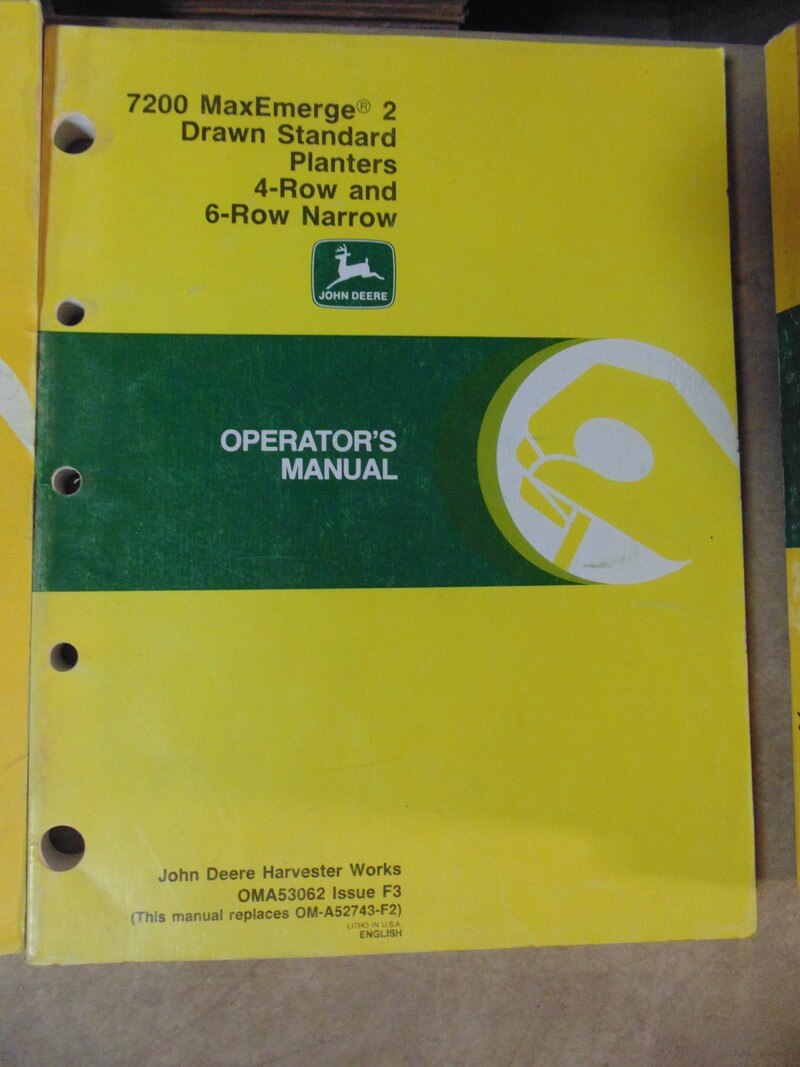 7200 MaxEmerge® 2
Drawn Standard
Planters
4-Row and
6-Row Narrow
JOHN DEERE
OPERATOR'S
MANUAL
John Deere Harvester Works
OMA53062 Issue F3
(This manual replaces OM-A52743-F2)
LITHO IN U.S.A.
ENGLISH